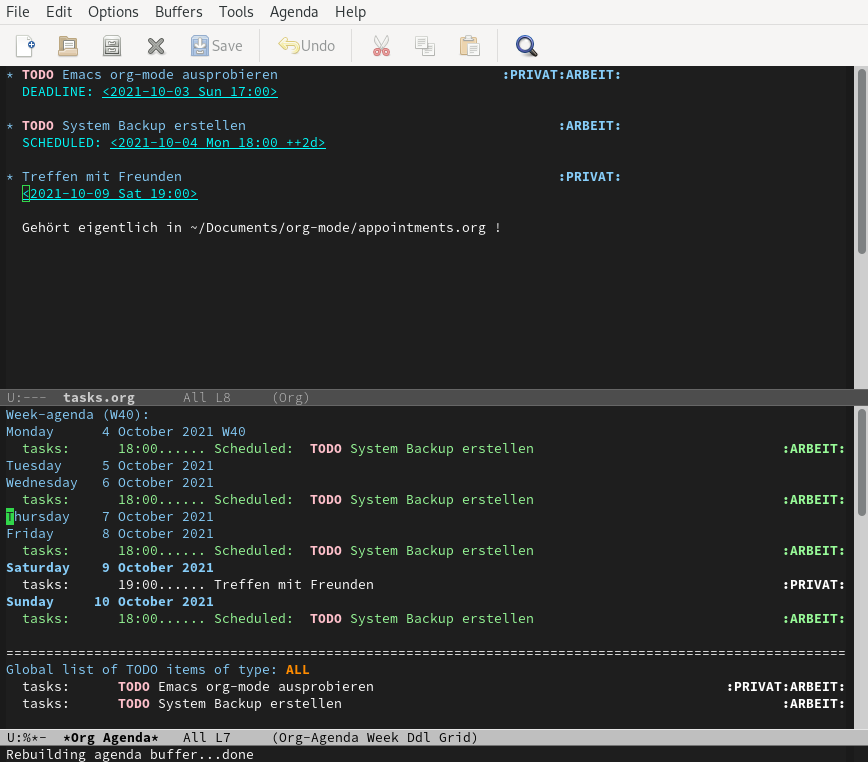 File Edit Options Buffers Tools Agenda Help
Save Undo
* TODO Emacs org-mode ausprobieren :PRIVAT:ARBEIT:
DEADLINE: <2021-10-03 Sun 17:00>
* TODO System Backup erstellen :ARBEIT:
SCHEDULED: <2021-10-04 Mon 18:00 ++2d>
* Treffen mit Freunden :PRIVAT:
<2021-10-09 Sat 19:00>
Gehört eigentlich in ~/Documents/org-mode/appointments.org !
U:--- tasks.org All L8 (Org)
Week-agenda (W40):
Monday 4 October 2021 W40
tasks: 18:00...... Scheduled: TODO System Backup erstellen :ARBEIT:
Tuesday 5 October 2021
Wednesday 6 October 2021
tasks: 18:00...... Scheduled: TODO System Backup erstellen :ARBEIT:
Thursday 7 October 2021
Friday 8 October 2021
tasks: 18:00...... Scheduled: TODO System Backup erstellen :ARBEIT:
Saturday 9 October 2021
tasks: 19:00...... Treffen mit Freunden :PRIVAT:
Sunday 10 October 2021
tasks: 18:00...... Scheduled: TODO System Backup erstellen :ARBEIT:
=========================================================================================================
Global list of TODO items of type: ALL
tasks: TODO Emacs org-mode ausprobieren :PRIVAT:ARBEIT:
tasks: TODO System Backup erstellen :ARBEIT:
U:%*- *Org Agenda* All L7 (Org-Agenda Week Ddl Grid)
Rebuilding agenda buffer...done